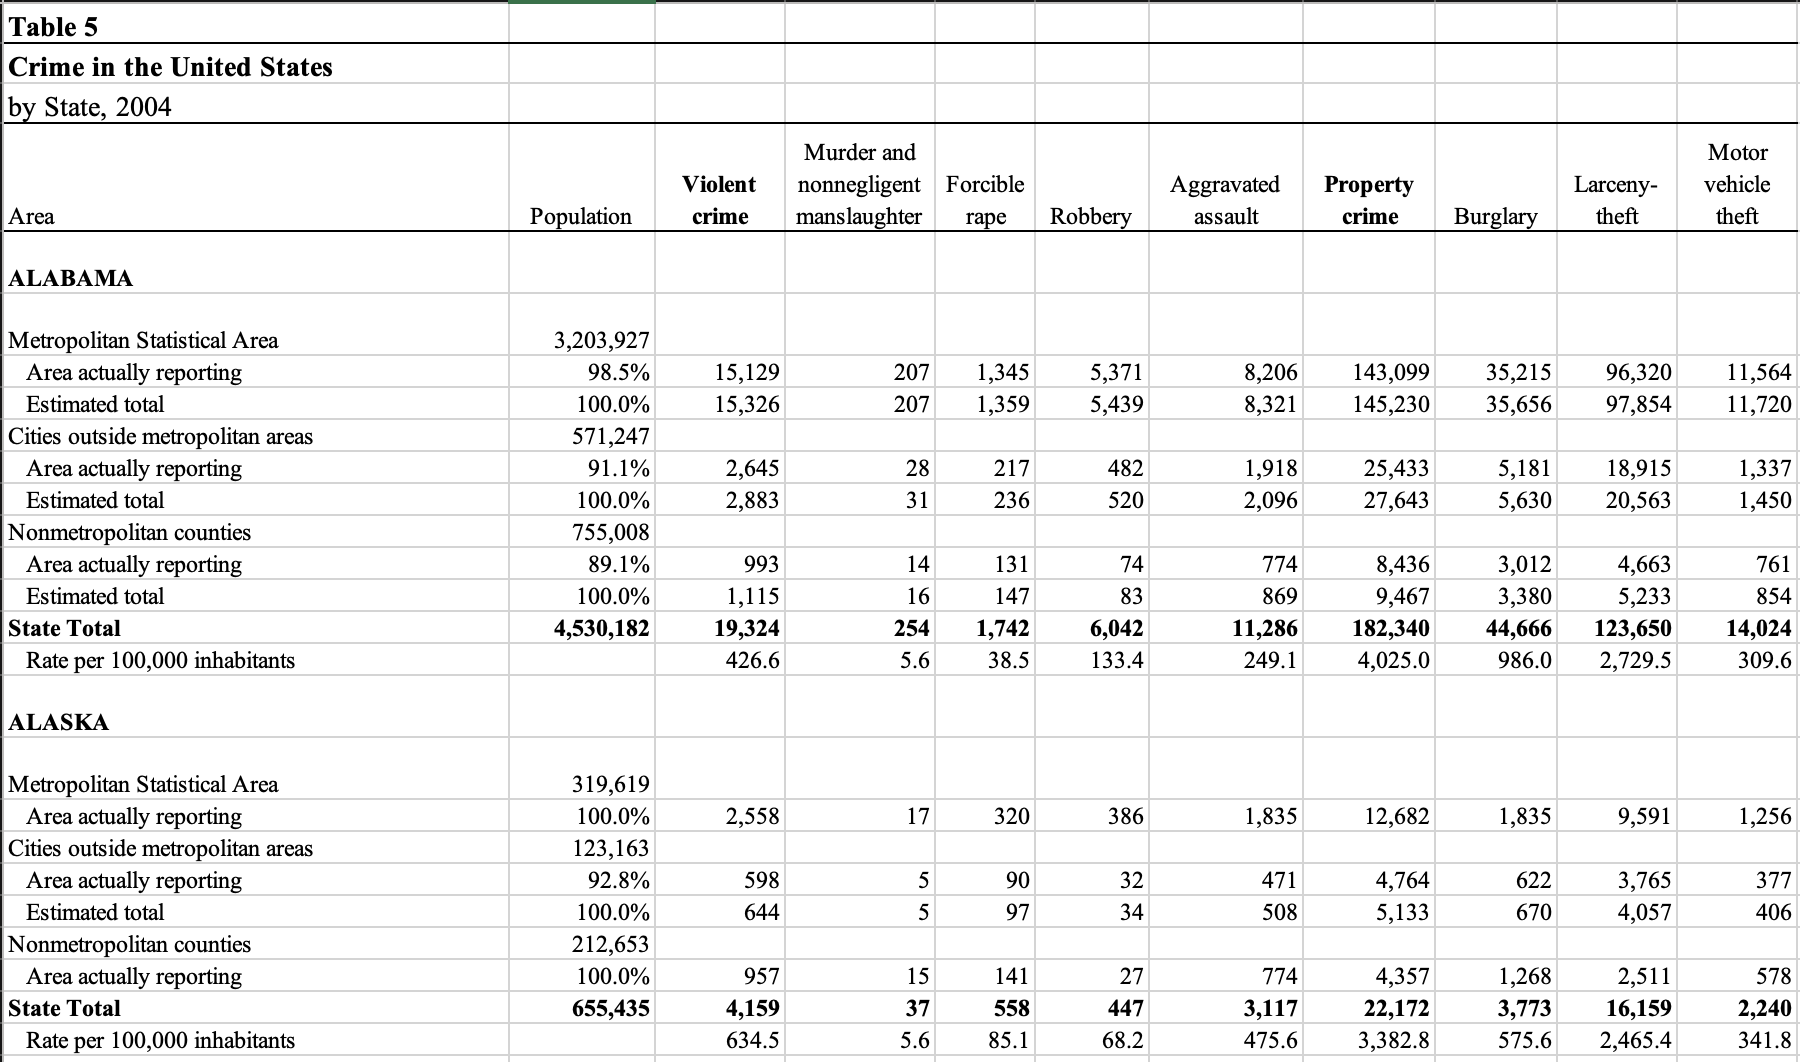 Table 5
Crime in the United States
by State, 2004
Area Population Violent crime Murder and nonnegligent manslaughter Forcible rape Robbery Aggravated assault Property crime Burglary Larceny-theft Motor vehicle theft
ALABAMA
Metropolitan Statistical Area 3,203,927
Area actually reporting 98.5% 15,129 207 1,345 5,371 8,206 143,099 35,215 96,320 11,564
Estimated total 100.0% 15,326 207 1,359 5,439 8,321 145,230 35,656 97,854 11,720
Cities outside metropolitan areas 571,247
Area actually reporting 91.1% 2,645 28 217 482 1,918 25,433 5,181 18,915 1,337
Estimated total 100.0% 2,883 31 236 520 2,096 27,643 5,630 20,563 1,450
Nonmetropolitan counties 755,008
Area actually reporting 89.1% 993 14 131 74 774 8,436 3,012 4,663 761
Estimated total 100.0% 1,115 16 147 83 869 9,467 3,380 5,233 854
State Total 4,530,182 19,324 254 1,742 6,042 11,286 182,340 44,666 123,650 14,024
Rate per 100,000 inhabitants 426.6 5.6 38.5 133.4 249.1 4,025.0 986.0 2,729.5 309.6
ALASKA
Metropolitan Statistical Area 319,619
Area actually reporting 100.0% 2,558 17 320 386 1,835 12,682 1,835 9,591 1,256
Cities outside metropolitan areas 123,163
Area actually reporting 92.8% 598 5 90 32 471 4,764 622 3,765 377
Estimated total 100.0% 644 5 97 34 508 5,133 670 4,057 406
Nonmetropolitan counties 212,653
Area actually reporting 100.0% 957 15 141 27 774 4,357 1,268 2,511 578
State Total 655,435 4,159 37 558 447 3,117 22,172 3,773 16,159 2,240
Rate per 100,000 inhabitants 634.5 5.6 85.1 68.2 475.6 3,382.8 575.6 2,465.4 341.8